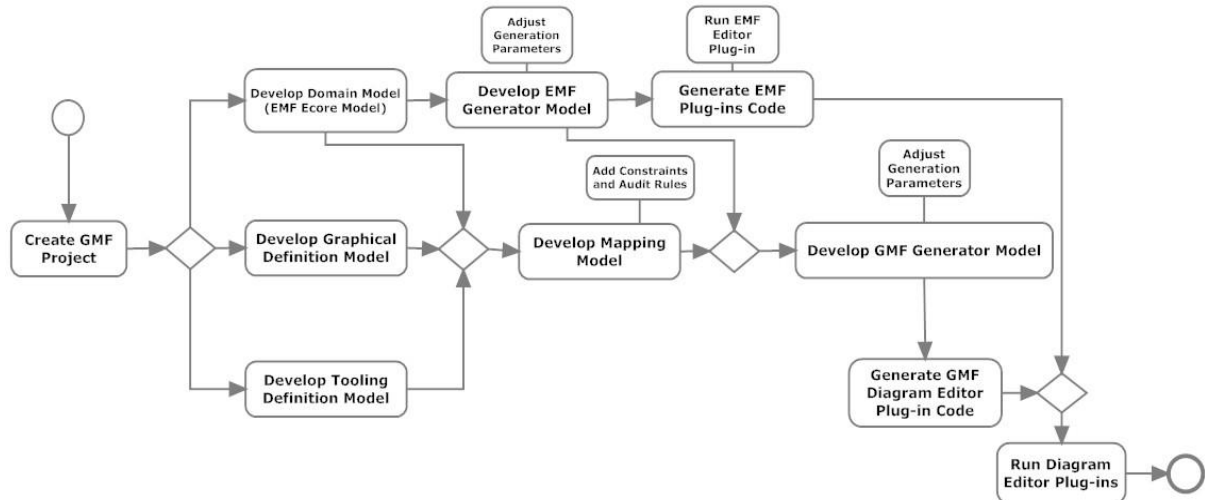 Adjust
Generation
Parameters
Run EMF
Editor
Plug-in
Develop Domain Model
(EMF Ecore Model)
Develop EMF
Generator Model
Generate EMF
Plug-ins Code
Add Constraints
and Audit Rules
Adjust
Generation
Parameters
Create GMF
Project
Develop Graphical
Definition Model
Develop Mapping
Model
Develop GMF Generator Model
Develop Tooling
Definition Model
Generate GMF
Diagram Editor
Plug-in Code
Run Diagram
Editor Plug-ins